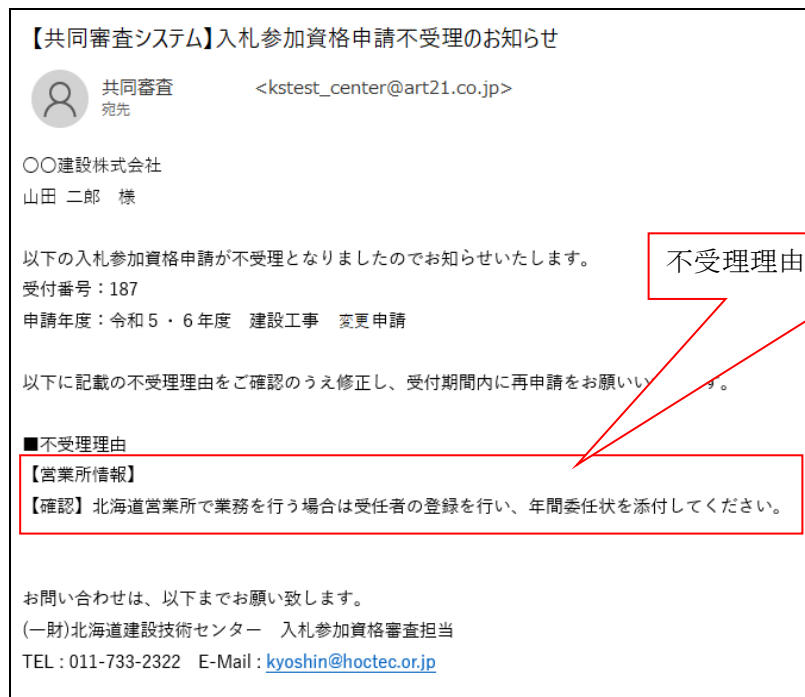 【共同審査システム】入札参加資格申請不受理のお知らせ
共同審査 <kstest_center@art21.co.jp>
宛先
〇〇建設株式会社
山田 二郎 様
以下の入札参加資格申請が不受理となりましたのでお知らせいたします。
不受理理由
受付番号：187
申請年度：令和５・６年度 建設工事 変更申請
以下に記載の不受理理由をご確認のうえ修正し、受付期間内に再申請をお願いい す。
■不受理理由
【営業所情報】
【確認】北海道営業所で業務を行う場合は受任者の登録を行い、年間委任状を添付してください。
お問い合わせは、以下までお願い致します。
(一財)北海道建設技術センター 入札参加資格審査担当
TEL : 011-733-2322 E-Mail : kyoshin@hoctec.or.jp